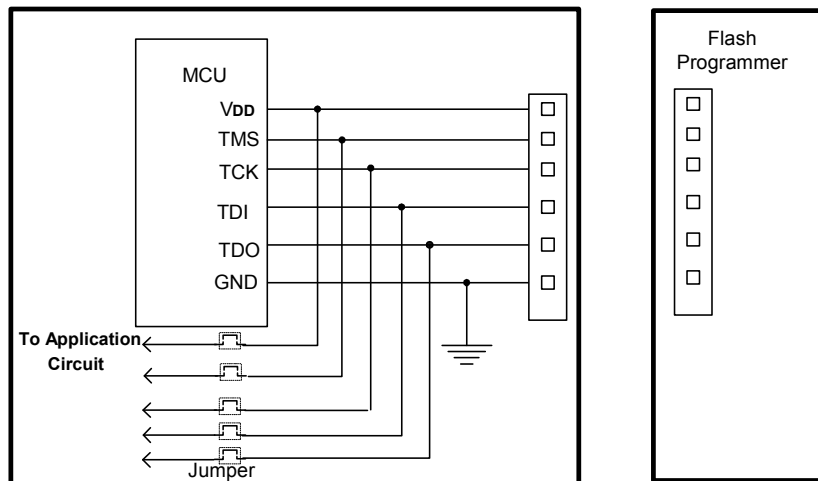 MCU
VDD
TMS
TCK
TDI
TDO
GND
To Application
Circuit
Jumper
Flash
Programmer